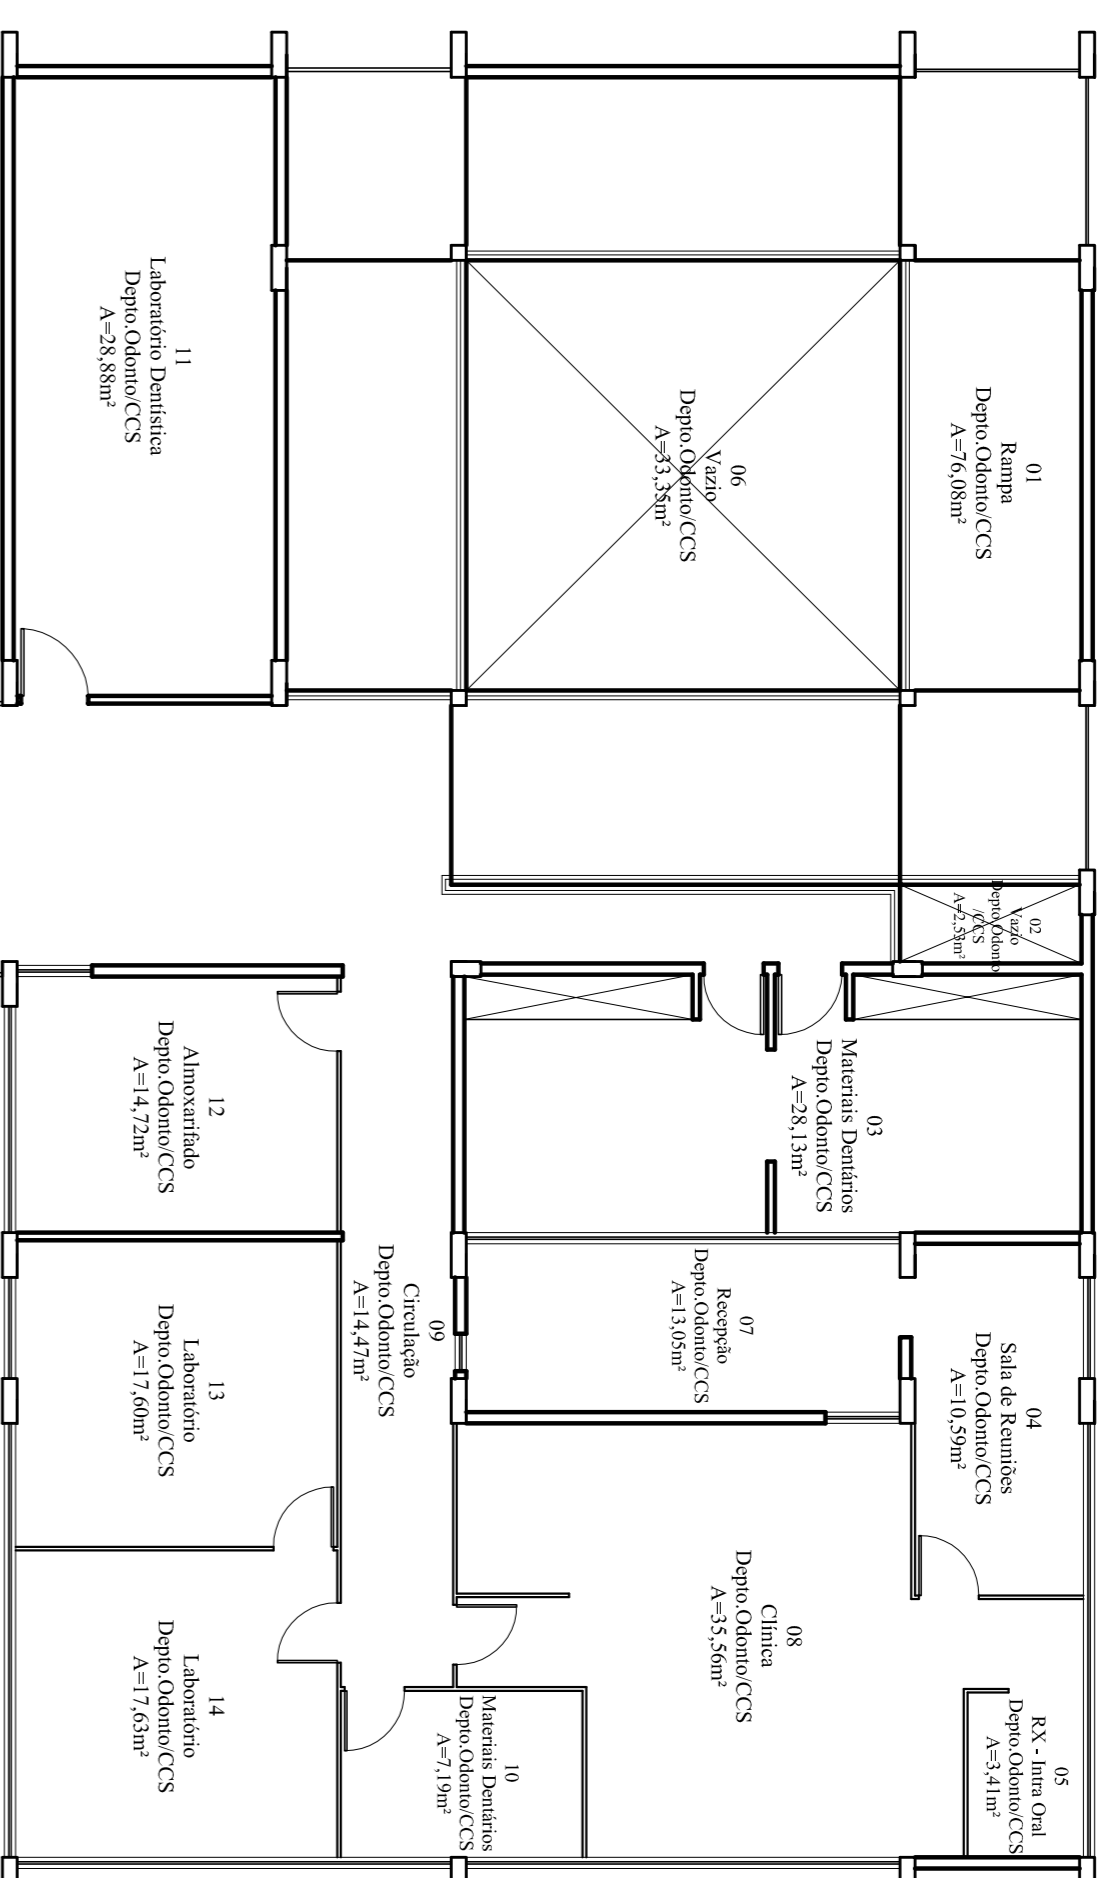 01
Rampa
Depto.Odonto/CCS
A=76,08m²
02
Vazio
Depto.Odonto
/CCS
A=2,53m²
03
Materiais Dentários
Depto.Odonto/CCS
A=28,13m²
04
Sala de Reuniões
Depto.Odonto/CCS
A=10,59m²
05
RX - Intra Oral
Depto.Odonto/CCS
A=3,41m²
06
Vazio
Depto.Odonto/CCS
A=33,35m²
07
Recepção
Depto.Odonto/CCS
A=13,05m²
08
Clínica
Depto.Odonto/CCS
A=35,56m²
09
Circulação
Depto.Odonto/CCS
A=14,47m²
10
Materiais Dentários
Depto.Odonto/CCS
A=7,19m²
11
Laboratório Dentística
Depto.Odonto/CCS
A=28,88m²
12
Almoxarifado
Depto.Odonto/CCS
A=14,72m²
13
Laboratório
Depto.Odonto/CCS
A=17,60m²
14
Laboratório
Depto.Odonto/CCS
A=17,63m²